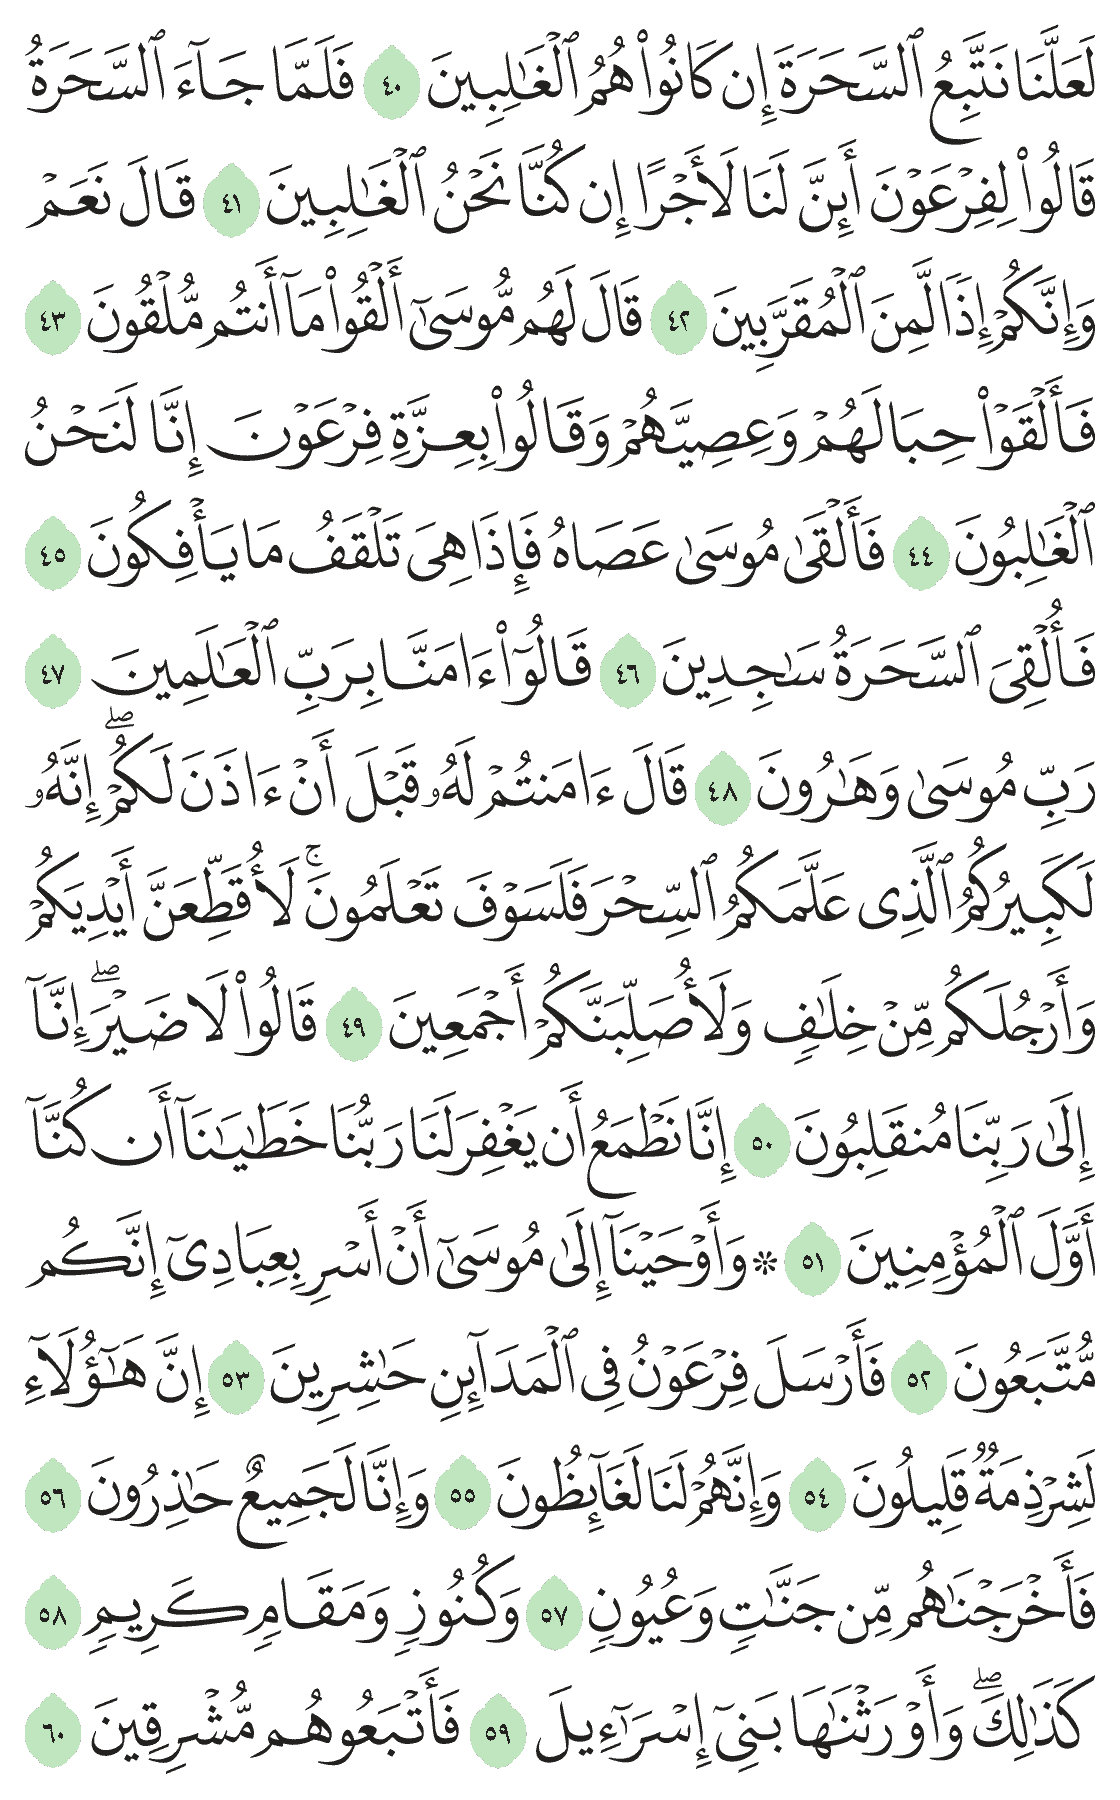 لَعَلَّنَا نَتَّبِعُ ٱلسَّحَرَةَ إِن كَانُواْ هُمُ ٱلْغَٰلِبِينَ ٤٠ فَلَمَّا جَآءَ ٱلسَّحَرَةُ
قَالُواْ لِفِرْعَوْنَ أَئِنَّ لَنَا لَأَجْرًا إِن كُنَّا نَحْنُ ٱلْغَٰلِبِينَ ٤١ قَالَ نَعَمْ
وَإِنَّكُمْ إِذًا لَّمِنَ ٱلْمُقَرَّبِينَ ٤٢ قَالَ لَهُم مُّوسَىٰٓ أَلْقُواْ مَآ أَنتُم مُّلْقُونَ ٤٣
فَأَلْقَوْاْ حِبَالَهُمْ وَعِصِيَّهُمْ وَقَالُواْ بِعِزَّةِ فِرْعَوْنَ إِنَّا لَنَحْنُ
ٱلْغَٰلِبُونَ ٤٤ فَأَلْقَىٰ مُوسَىٰ عَصَاهُ فَإِذَا هِىَ تَلْقَفُ مَا يَأْفِكُونَ ٤٥
فَأُلْقِىَ ٱلسَّحَرَةُ سَٰجِدِينَ ٤٦ قَالُوٓاْ ءَامَنَّا بِرَبِّ ٱلْعَٰلَمِينَ ٤٧
رَبِّ مُوسَىٰ وَهَٰرُونَ ٤٨ قَالَ ءَامَنتُمْ لَهُۥ قَبْلَ أَنْ ءَاذَنَ لَكُمْ ۖ إِنَّهُۥ
لَكَبِيرُكُمُ ٱلَّذِى عَلَّمَكُمُ ٱلسِّحْرَ فَلَسَوْفَ تَعْلَمُونَ ۚ لَأُقَطِّعَنَّ أَيْدِيَكُمْ
وَأَرْجُلَكُم مِّنْ خِلَٰفٍ وَلَأُصَلِّبَنَّكُمْ أَجْمَعِينَ ٤٩ قَالُواْ لَا ضَيْرَ ۖ إِنَّآ
إِلَىٰ رَبِّنَا مُنقَلِبُونَ ٥٠ إِنَّا نَطْمَعُ أَن يَغْفِرَ لَنَا رَبُّنَا خَطَٰيَٰنَآ أَن كُنَّآ
أَوَّلَ ٱلْمُؤْمِنِينَ ٥١ ۞ وَأَوْحَيْنَآ إِلَىٰ مُوسَىٰٓ أَنْ أَسْرِ بِعِبَادِىٓ إِنَّكُم
مُّتَّبَعُونَ ٥٢ فَأَرْسَلَ فِرْعَوْنُ فِى ٱلْمَدَآئِنِ حَٰشِرِينَ ٥٣ إِنَّ هَٰٓؤُلَآءِ
لَشِرْذِمَةٌ قَلِيلُونَ ٥٤ وَإِنَّهُمْ لَنَا لَغَآئِظُونَ ٥٥ وَإِنَّا لَجَمِيعٌ حَٰذِرُونَ ٥٦
فَأَخْرَجْنَٰهُم مِّن جَنَّٰتٍ وَعُيُونٍ ٥٧ وَكُنُوزٍ وَمَقَامٍ كَرِيمٍ ٥٨
كَذَٰلِكَ ۖ وَأَوْرَثْنَٰهَا بَنِىٓ إِسْرَٰٓءِيلَ ٥٩ فَأَتْبَعُوهُم مُّشْرِقِينَ ٦٠